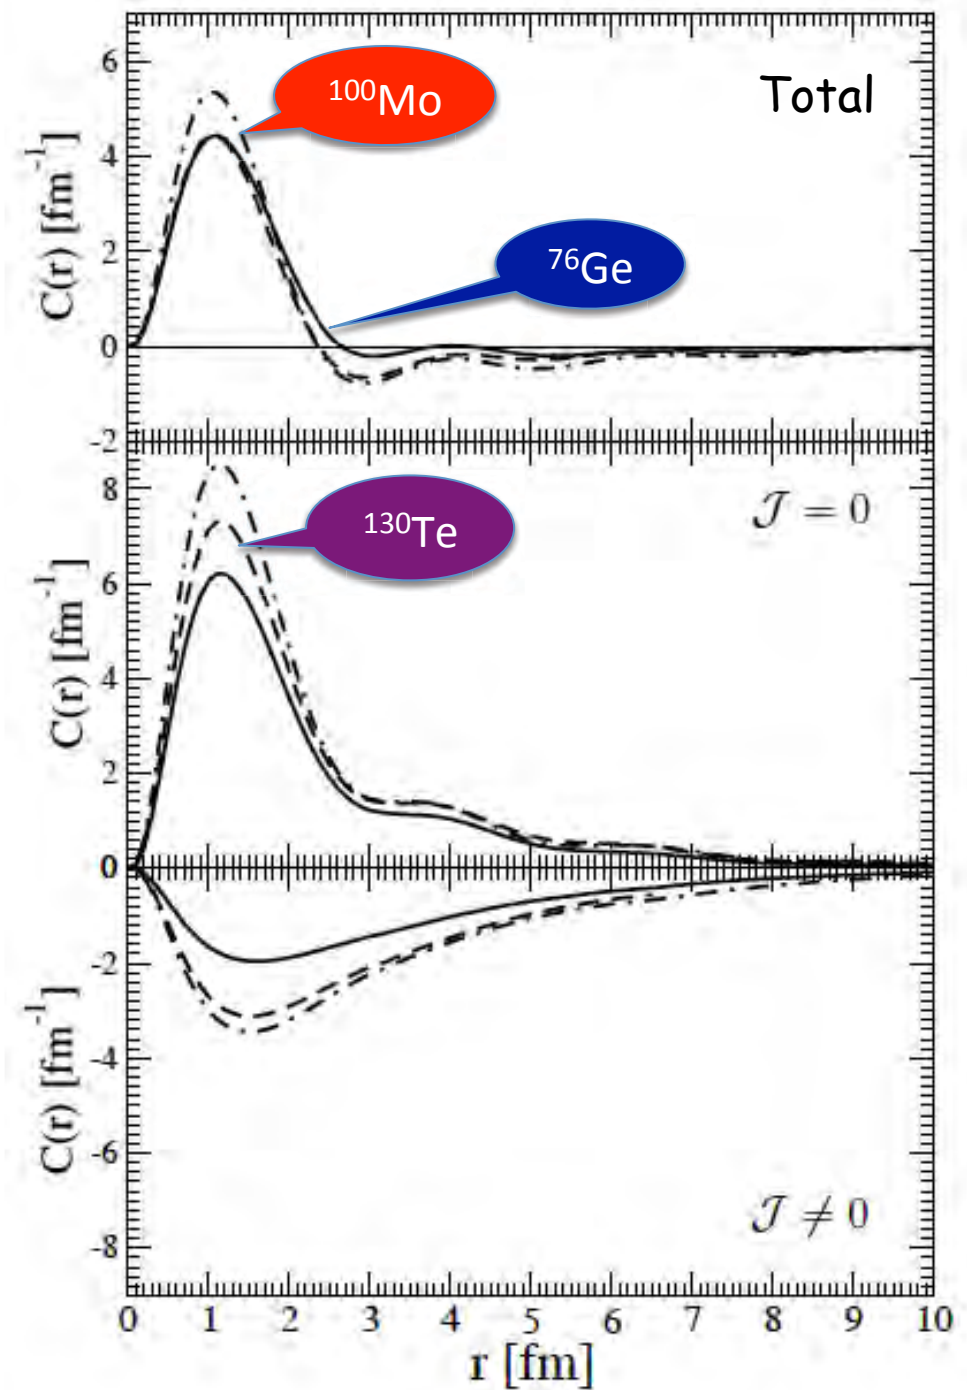 6
4
2
0
-2
C(r) [fm⁻¹]
¹⁰⁰Mo
Total
⁷⁶Ge
8
6
4
2
0
C(r) [fm⁻¹]
¹³⁰Te
𝒥 = 0
-2
-4
-6
-8
C(r) [fm⁻¹]
𝒥 ≠ 0
0 1 2 3 4 5 6 7 8 9 10
r [fm]